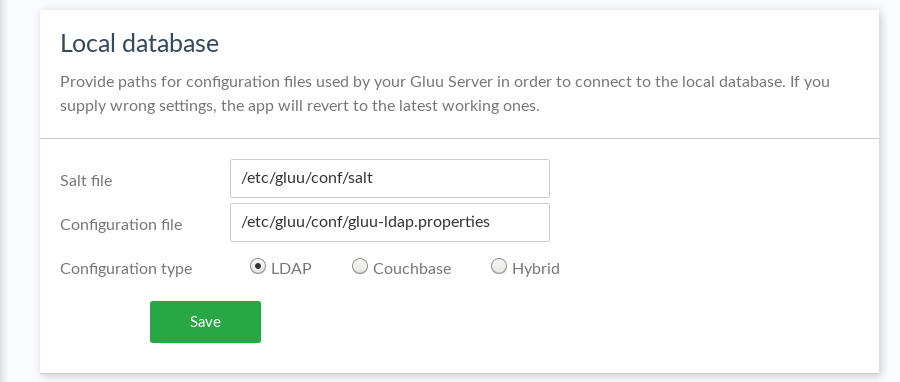 Local database
Provide paths for configuration files used by your Gluu Server in order to connect to the local database. If you
supply wrong settings, the app will revert to the latest working ones.
Salt file /etc/gluu/conf/salt
Configuration file /etc/gluu/conf/gluu-ldap.properties
Configuration type LDAP Couchbase Hybrid
Save